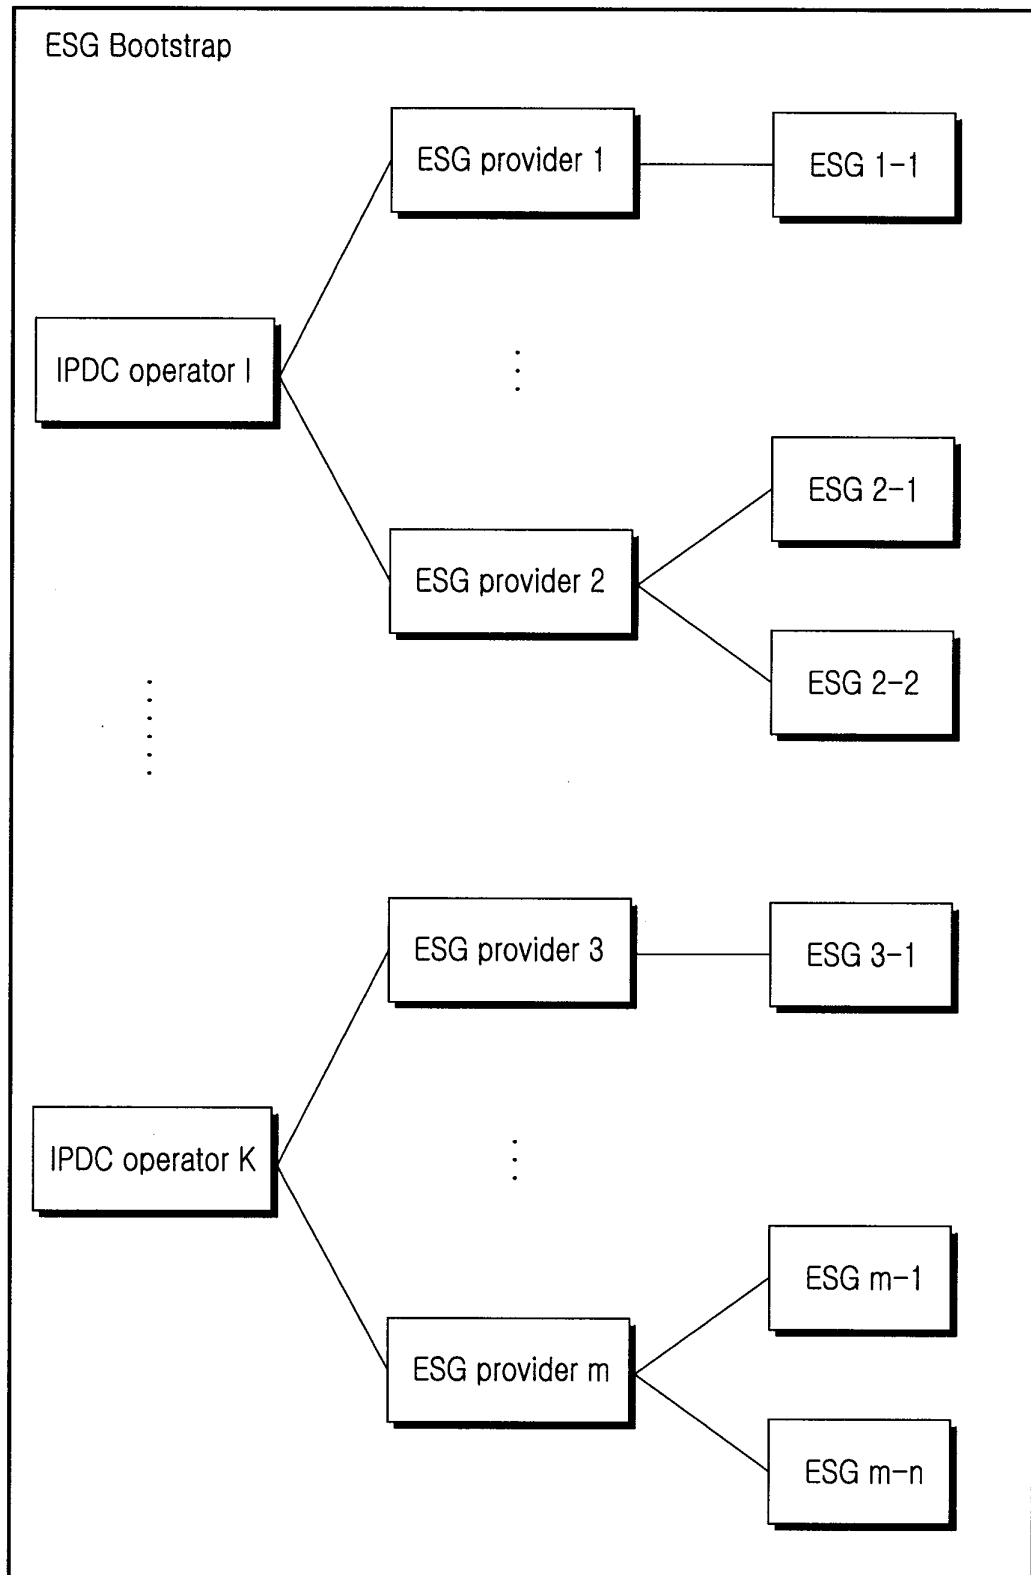 ESG Bootstrap
ESG provider 1
ESG 1-1
IPDC operator I
ESG 2-1
ESG provider 2
ESG 2-2
ESG provider 3
ESG 3-1
IPDC operator K
ESG m-1
ESG provider m
ESG m-n